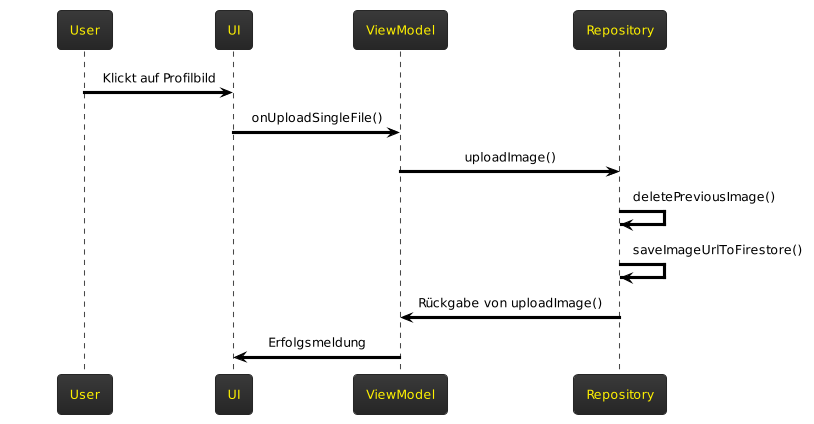 User UI ViewModel Repository
Klickt auf Profilbild
onUploadSingleFile()
uploadImage()
deletePreviousImage()
saveImageUrlToFirestore()
Rückgabe von uploadImage()
Erfolgsmeldung
User UI ViewModel Repository